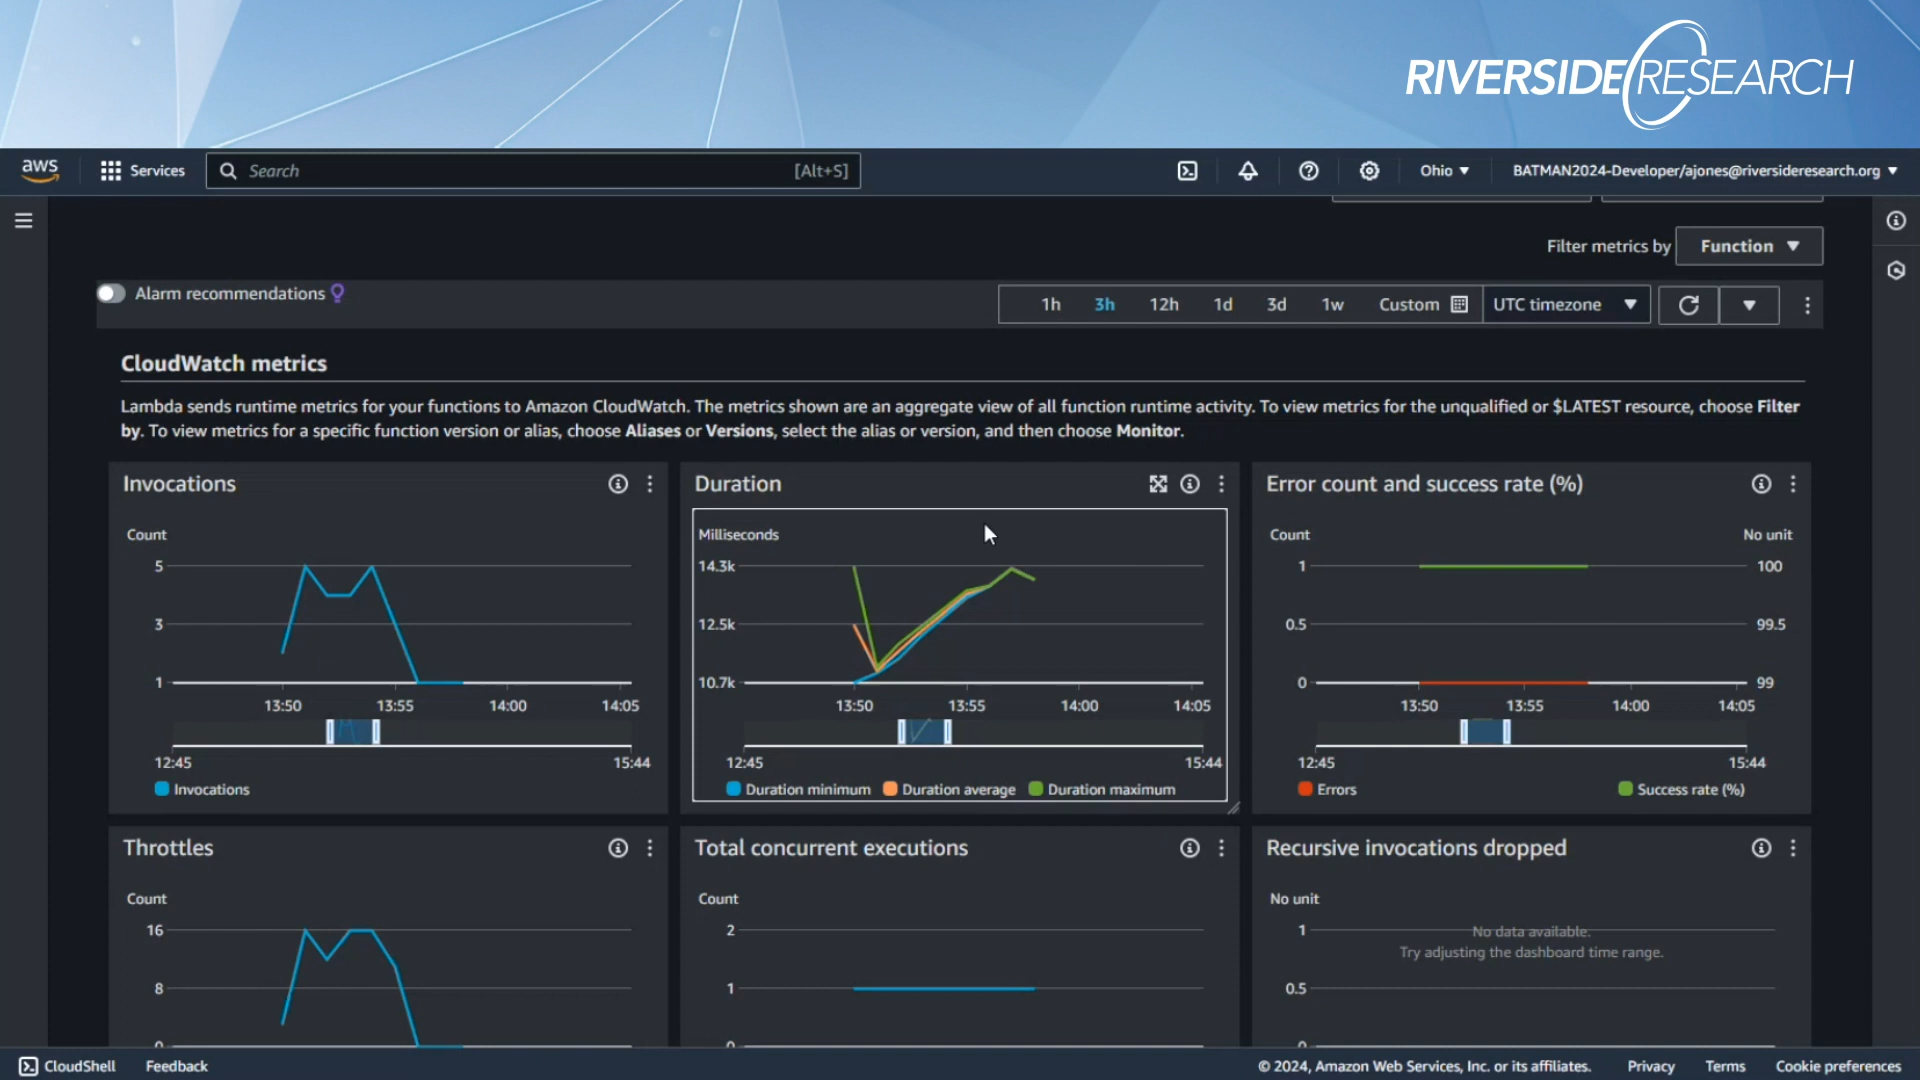 RIVERSIDE RESEARCH
aws
Services
Search
[Alt+S]
Ohio
BATMAN2024-Developer/ajones@riversideresearch.org
Filter metrics by
Function
Alarm recommendations
1h 3h 12h 1d 3d 1w Custom
UTC timezone
CloudWatch metrics
Lambda sends runtime metrics for your functions to Amazon CloudWatch. The metrics shown are an aggregate view of all function runtime activity. To view metrics for the unqualified or $LATEST resource, choose Filter
by. To view metrics for a specific function version or alias, choose Aliases or Versions, select the alias or version, and then choose Monitor.
Invocations
Count
5
3
1
13:50 13:55 14:00 14:05
12:45 15:44
Invocations
Duration
Milliseconds
14.3k
12.5k
10.7k
13:50 13:55 14:00 14:05
12:45 15:44
Duration minimum Duration average Duration maximum
Error count and success rate (%)
Count No unit
1 100
0.5 99.5
0 99
13:50 13:55 14:00 14:05
12:45 15:44
Errors Success rate (%)
Throttles
Count
16
8
0
Total concurrent executions
Count
2
1
0
Recursive invocations dropped
No unit
1
No data available.
Try adjusting the dashboard time range.
0.5
0
CloudShell Feedback
© 2024, Amazon Web Services, Inc. or its affiliates. Privacy Terms Cookie preferences